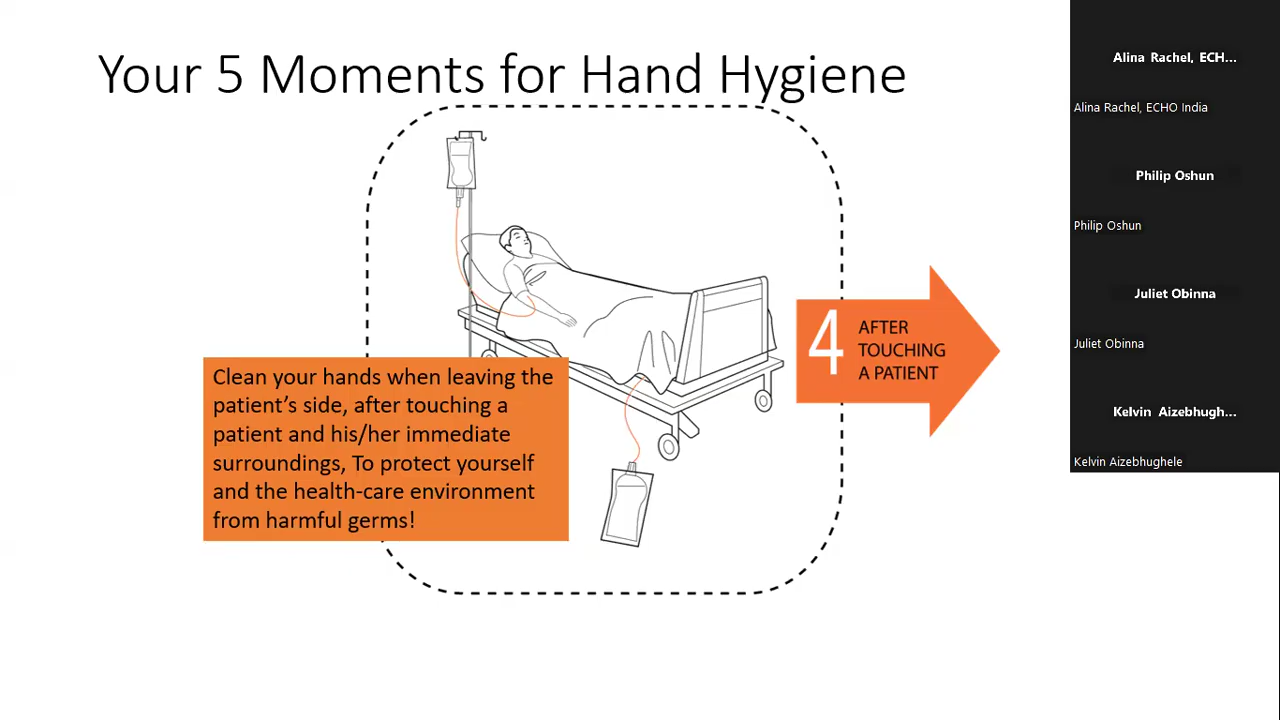 Your 5 Moments for Hand Hygiene
4
AFTER
TOUCHING
A PATIENT
Clean your hands when leaving the
patient’s side, after touching a
patient and his/her immediate
surroundings, To protect yourself
and the health-care environment
from harmful germs!
Alina Rachel, ECH...
Alina Rachel, ECHO India
Philip Oshun
Philip Oshun
Juliet Obinna
Juliet Obinna
Kelvin Aizebhugh...
Kelvin Aizebhughele